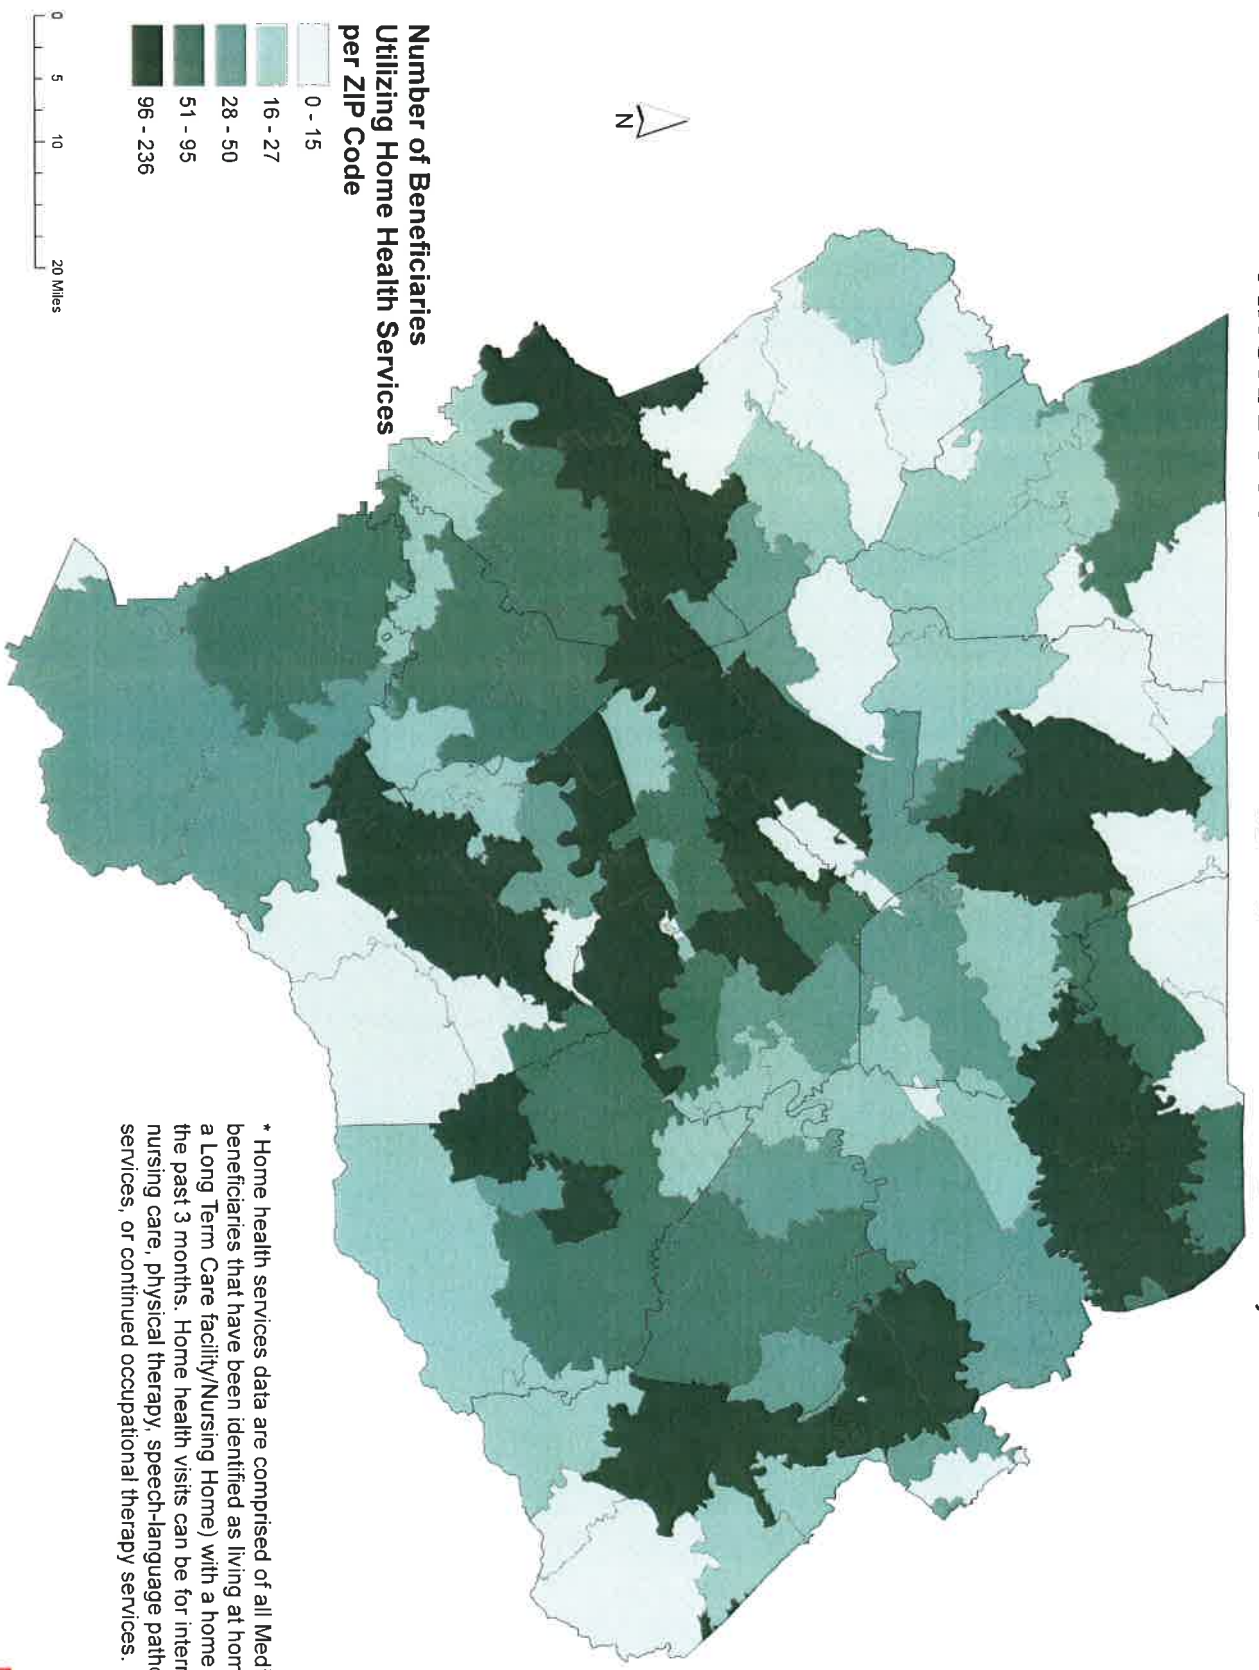 Number of Beneficiaries
Utilizing Home Health Services
per ZIP Code
0 - 15
16 - 27
28 - 50
51 - 95
96 - 236
0 5 10 20 Miles
N
* Home health services data are comprised of all Med
beneficiaries that have been identified as living at hom
a Long Term Care facility/Nursing Home) with a home
the past 3 months. Home health visits can be for interr
nursing care, physical therapy, speech-language patho
services, or continued occupational therapy services.